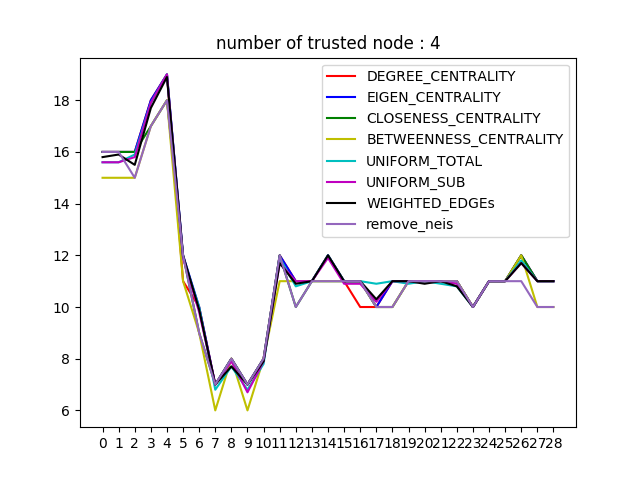 number of trusted node : 4
DEGREE_CENTRALITY
EIGEN_CENTRALITY
CLOSENESS_CENTRALITY
BETWEENNESS_CENTRALITY
UNIFORM_TOTAL
UNIFORM_SUB
WEIGHTED_EDGEs
remove_neis
18
16
14
12
10
8
6
0 1 2 3 4 5 6 7 8 9 10 11 12 13 14 15 16 17 18 19 20 21 22 23 24 25 26 27 28